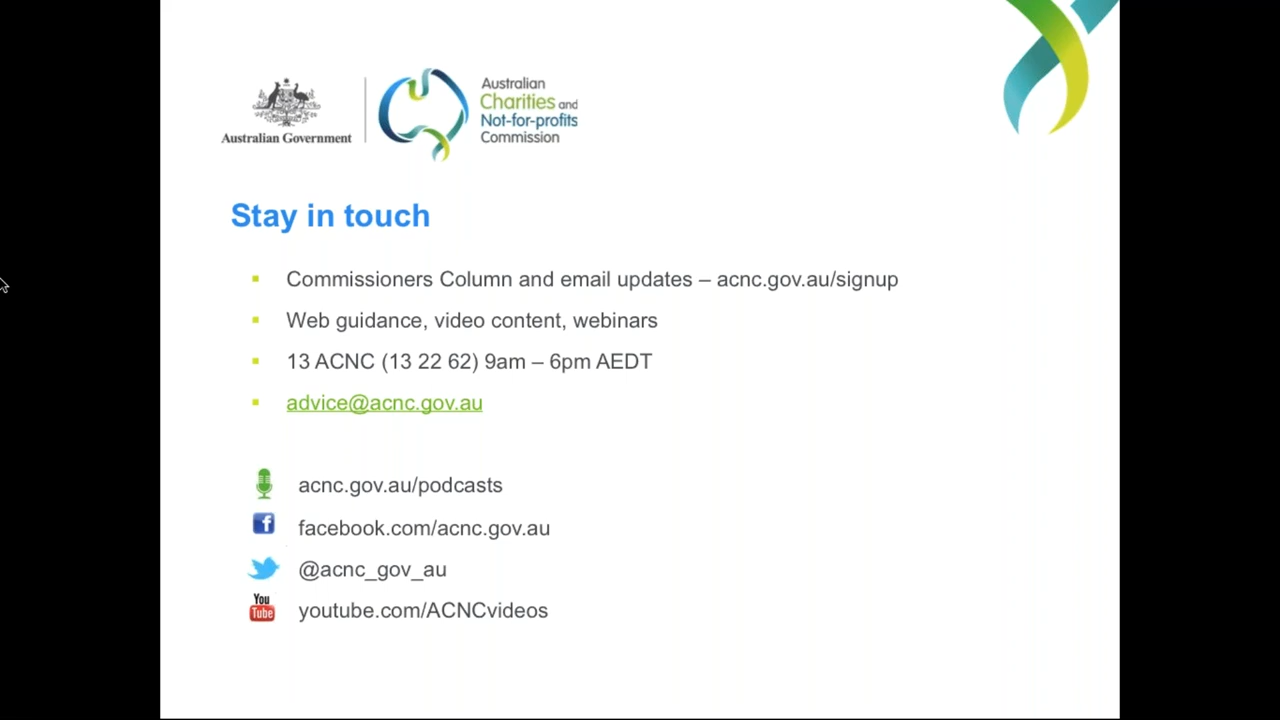 Australian Government
Australian
Charities and
Not-for-profits
Commission
Stay in touch
Commissioners Column and email updates – acnc.gov.au/signup
Web guidance, video content, webinars
13 ACNC (13 22 62) 9am – 6pm AEDT
advice@acnc.gov.au
acnc.gov.au/podcasts
f facebook.com/acnc.gov.au
@acnc_gov_au
You
Tube youtube.com/ACNCvideos